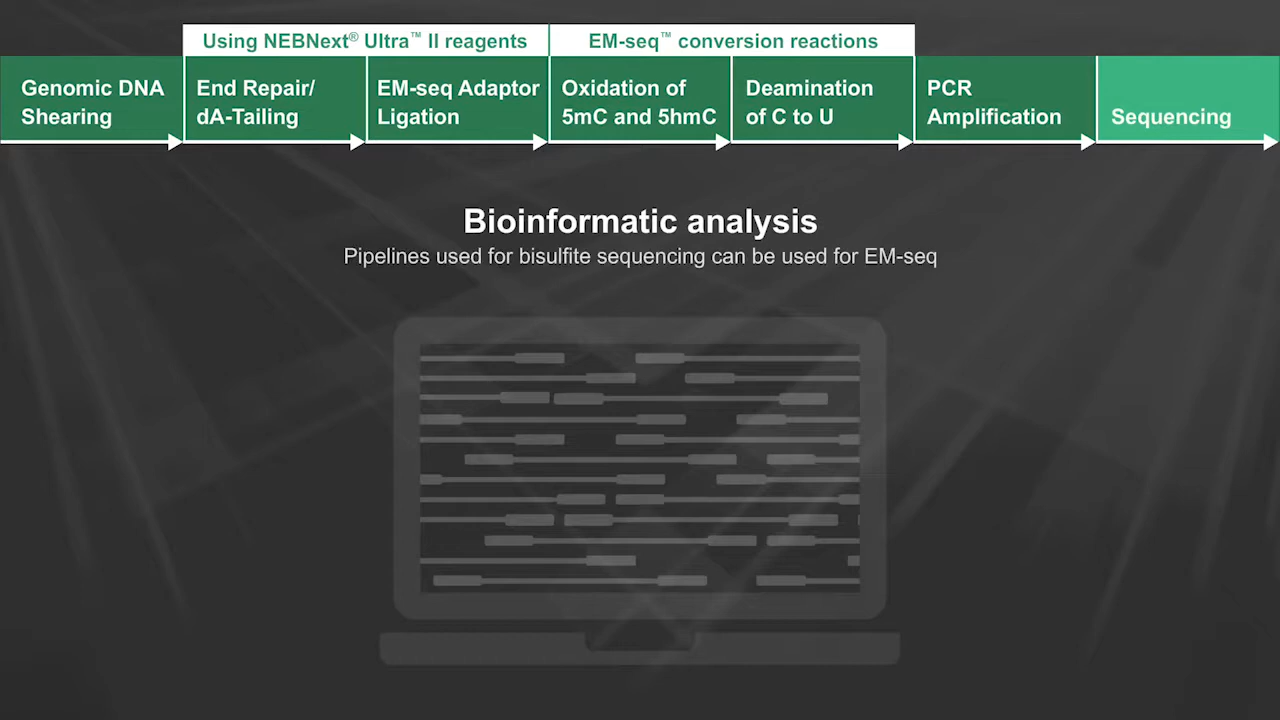 Using NEBNext® Ultra™ II reagents
EM-seq™ conversion reactions
Genomic DNA
Shearing
End Repair/
dA-Tailing
EM-seq Adaptor
Ligation
Oxidation of
5mC and 5hmC
Deamination
of C to U
PCR
Amplification
Sequencing
Bioinformatic analysis
Pipelines used for bisulfite sequencing can be used for EM-seq